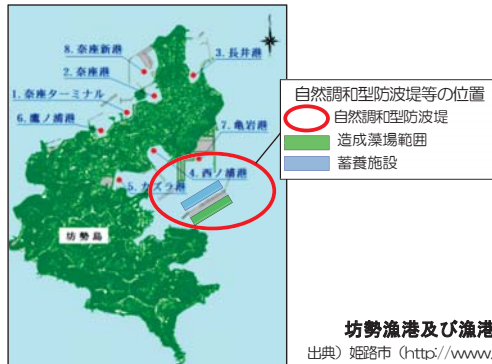 8. 奈座新港
3. 長井港
2. 奈座港
1. 奈座ターミナル
6. 鷹ノ浦港
7. 亀岩港
4. 西ノ浦港
5. カズラ港
坊勢島
自然調和型防波堤等の位置
自然調和型防波堤
造成藻場範囲
蓄養施設
坊勢漁港及び漁港
出典）姫路市（http://www.